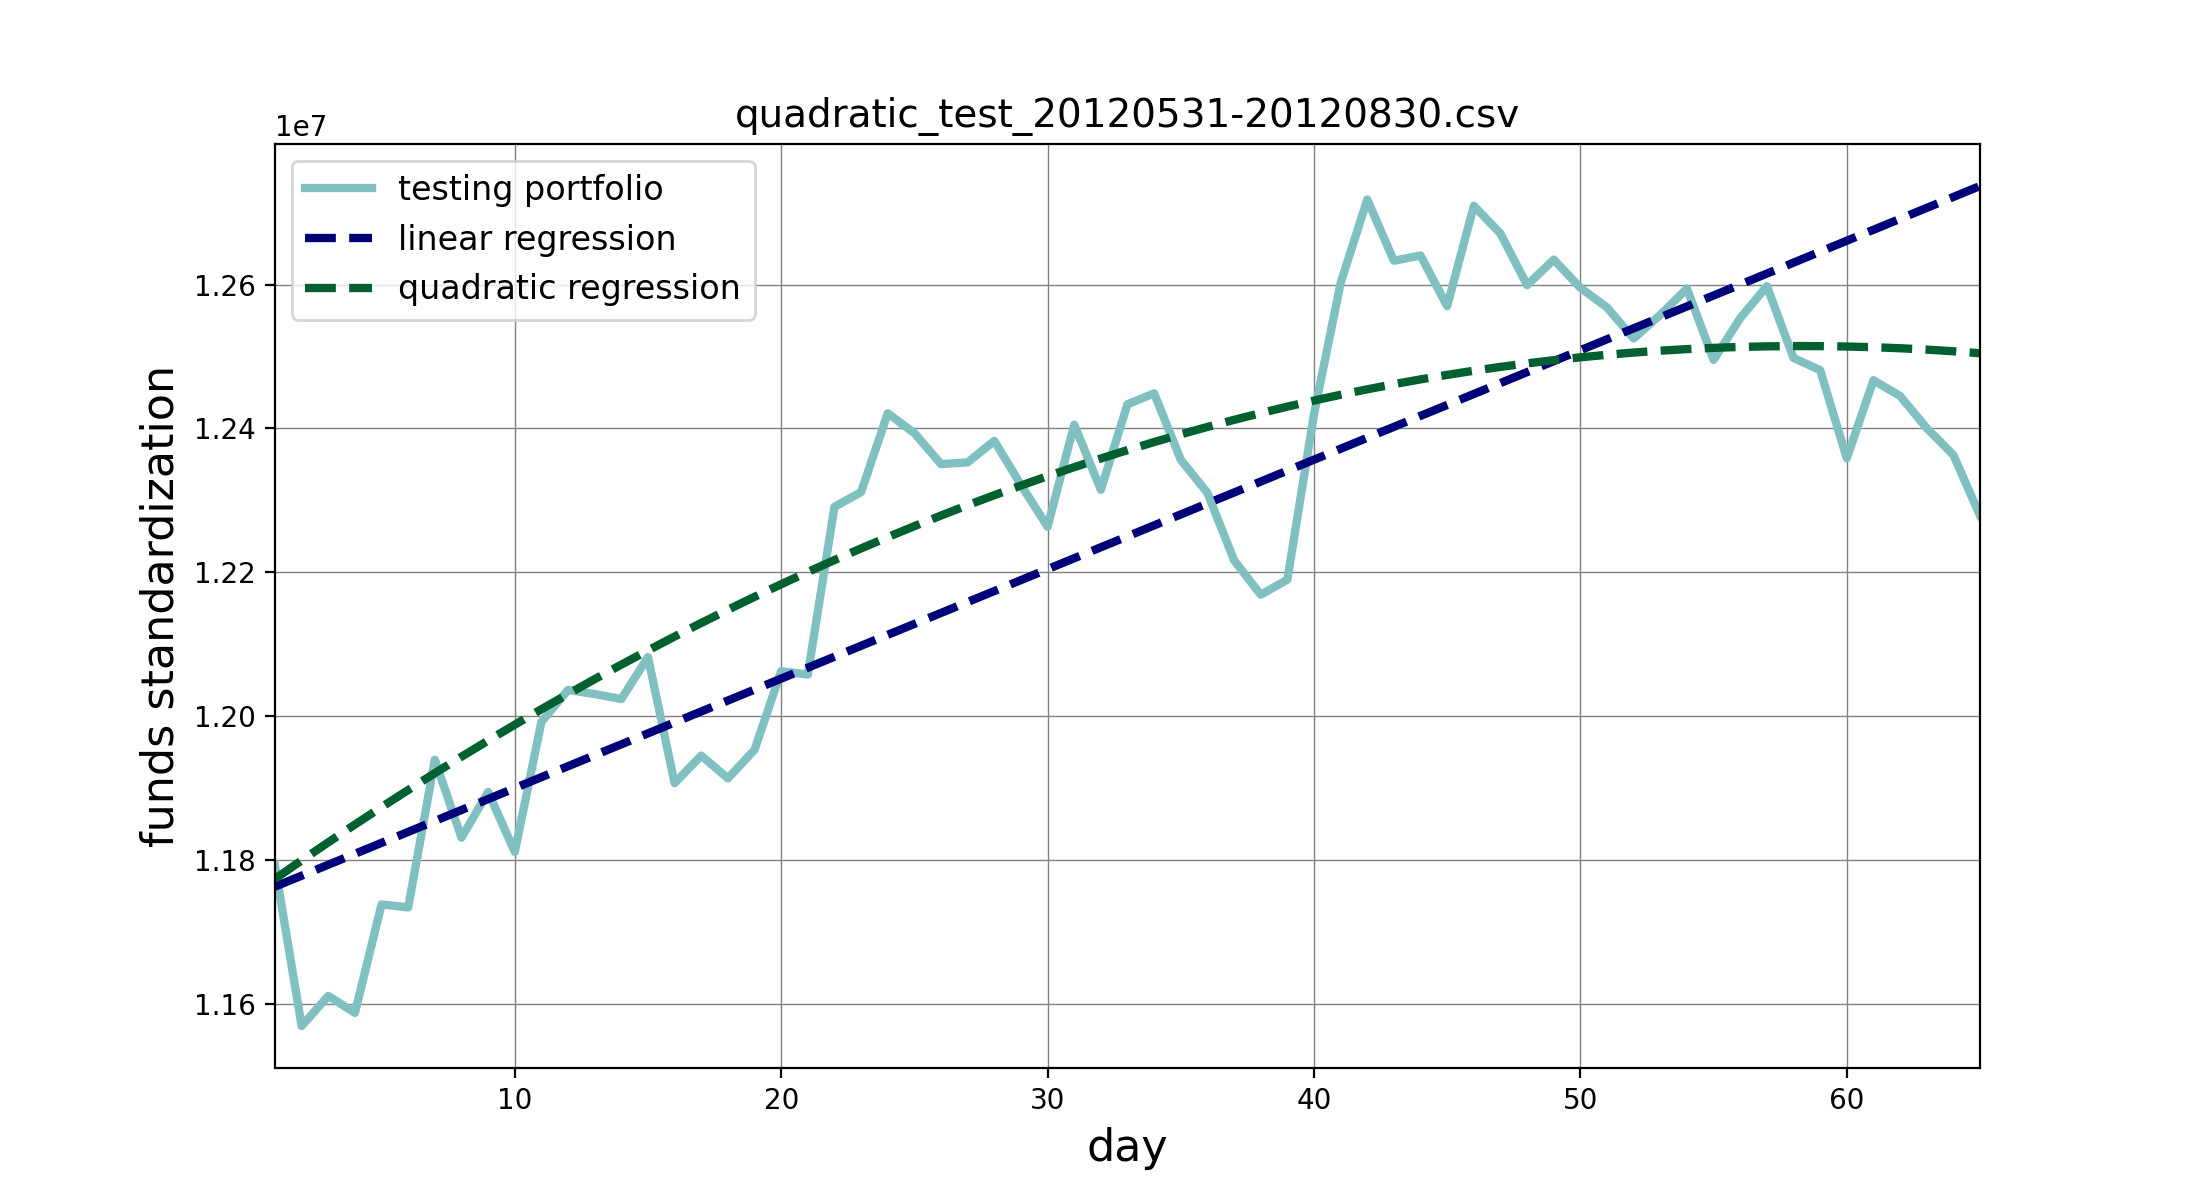 quadratic_test_20120531-20120830.csv
1e7
testing portfolio
linear regression
quadratic regression
1.26
1.24
1.22
1.20
1.18
1.16
funds standardization
10 20 30 40 50 60
day